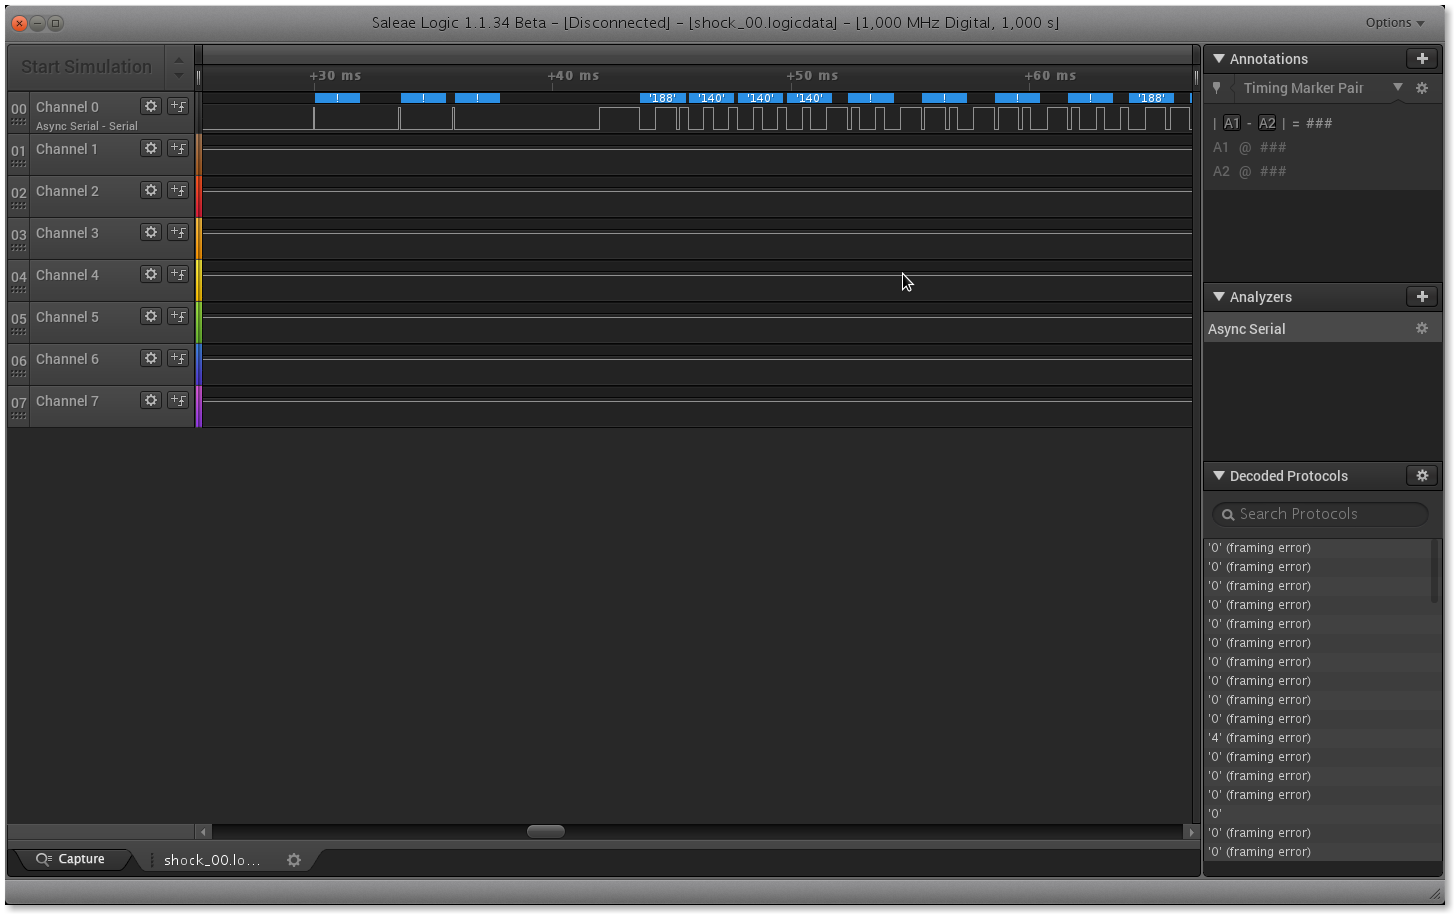 Saleae Logic 1.1.34 Beta - [Disconnected] - [shock_00.logicdata] - [1,000 MHz Digital, 1,000 s]
Options
Start Simulation
+30 ms +40 ms +50 ms +60 ms
! ! ! '188' '140' '140' '140' ! ! ! ! '188'
00 Channel 0
Async Serial - Serial
01 Channel 1
02 Channel 2
03 Channel 3
04 Channel 4
05 Channel 5
06 Channel 6
07 Channel 7
Capture
shock_00.lo...
Annotations
Timing Marker Pair
| A1 - A2 | = ###
A1 @ ###
A2 @ ###
Analyzers
Async Serial
Decoded Protocols
Search Protocols
'0' (framing error)
'0' (framing error)
'0' (framing error)
'0' (framing error)
'0' (framing error)
'0' (framing error)
'0' (framing error)
'0' (framing error)
'0' (framing error)
'0' (framing error)
'4' (framing error)
'0' (framing error)
'0' (framing error)
'0' (framing error)
'0'
'0' (framing error)
'0' (framing error)